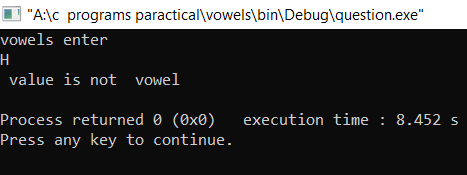 "A:\c  programs paractical\vowels\bin\Debug\question.exe"
vowels enter
H
 value is not  vowel
Process returned 0 (0x0)   execution time : 8.452 s
Press any key to continue.